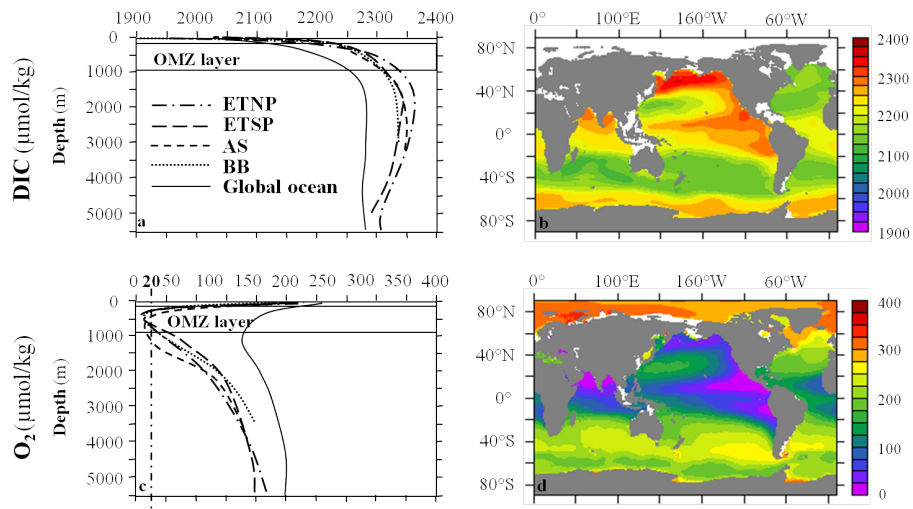 1900 2000 2100 2200 2300 2400
0
1000
2000
3000
4000
5000
DIC (µmol/kg)
Depth (m)
OMZ layer
ETNP
ETSP
AS
BB
Global ocean
a
0° 100°E 160°W 60°W
80°N
40°N
0°
40°S
80°S
b
2400
2300
2200
2100
2000
1900
0 20 50 100 150 200 250 300 350 400
0
1000
2000
3000
4000
5000
O₂ (µmol/kg)
Depth (m)
OMZ layer
c
0° 100°E 160°W 60°W
80°N
40°N
0°
40°S
80°S
d
400
300
200
100
0